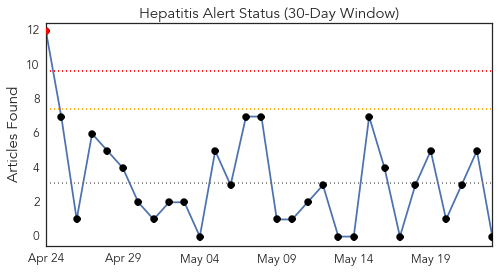 Hepatitis Alert Status (30-Day Window)
Articles Found
12
10
8
6
4
2
0
Apr 24 Apr 29 May 04 May 09 May 14 May 19